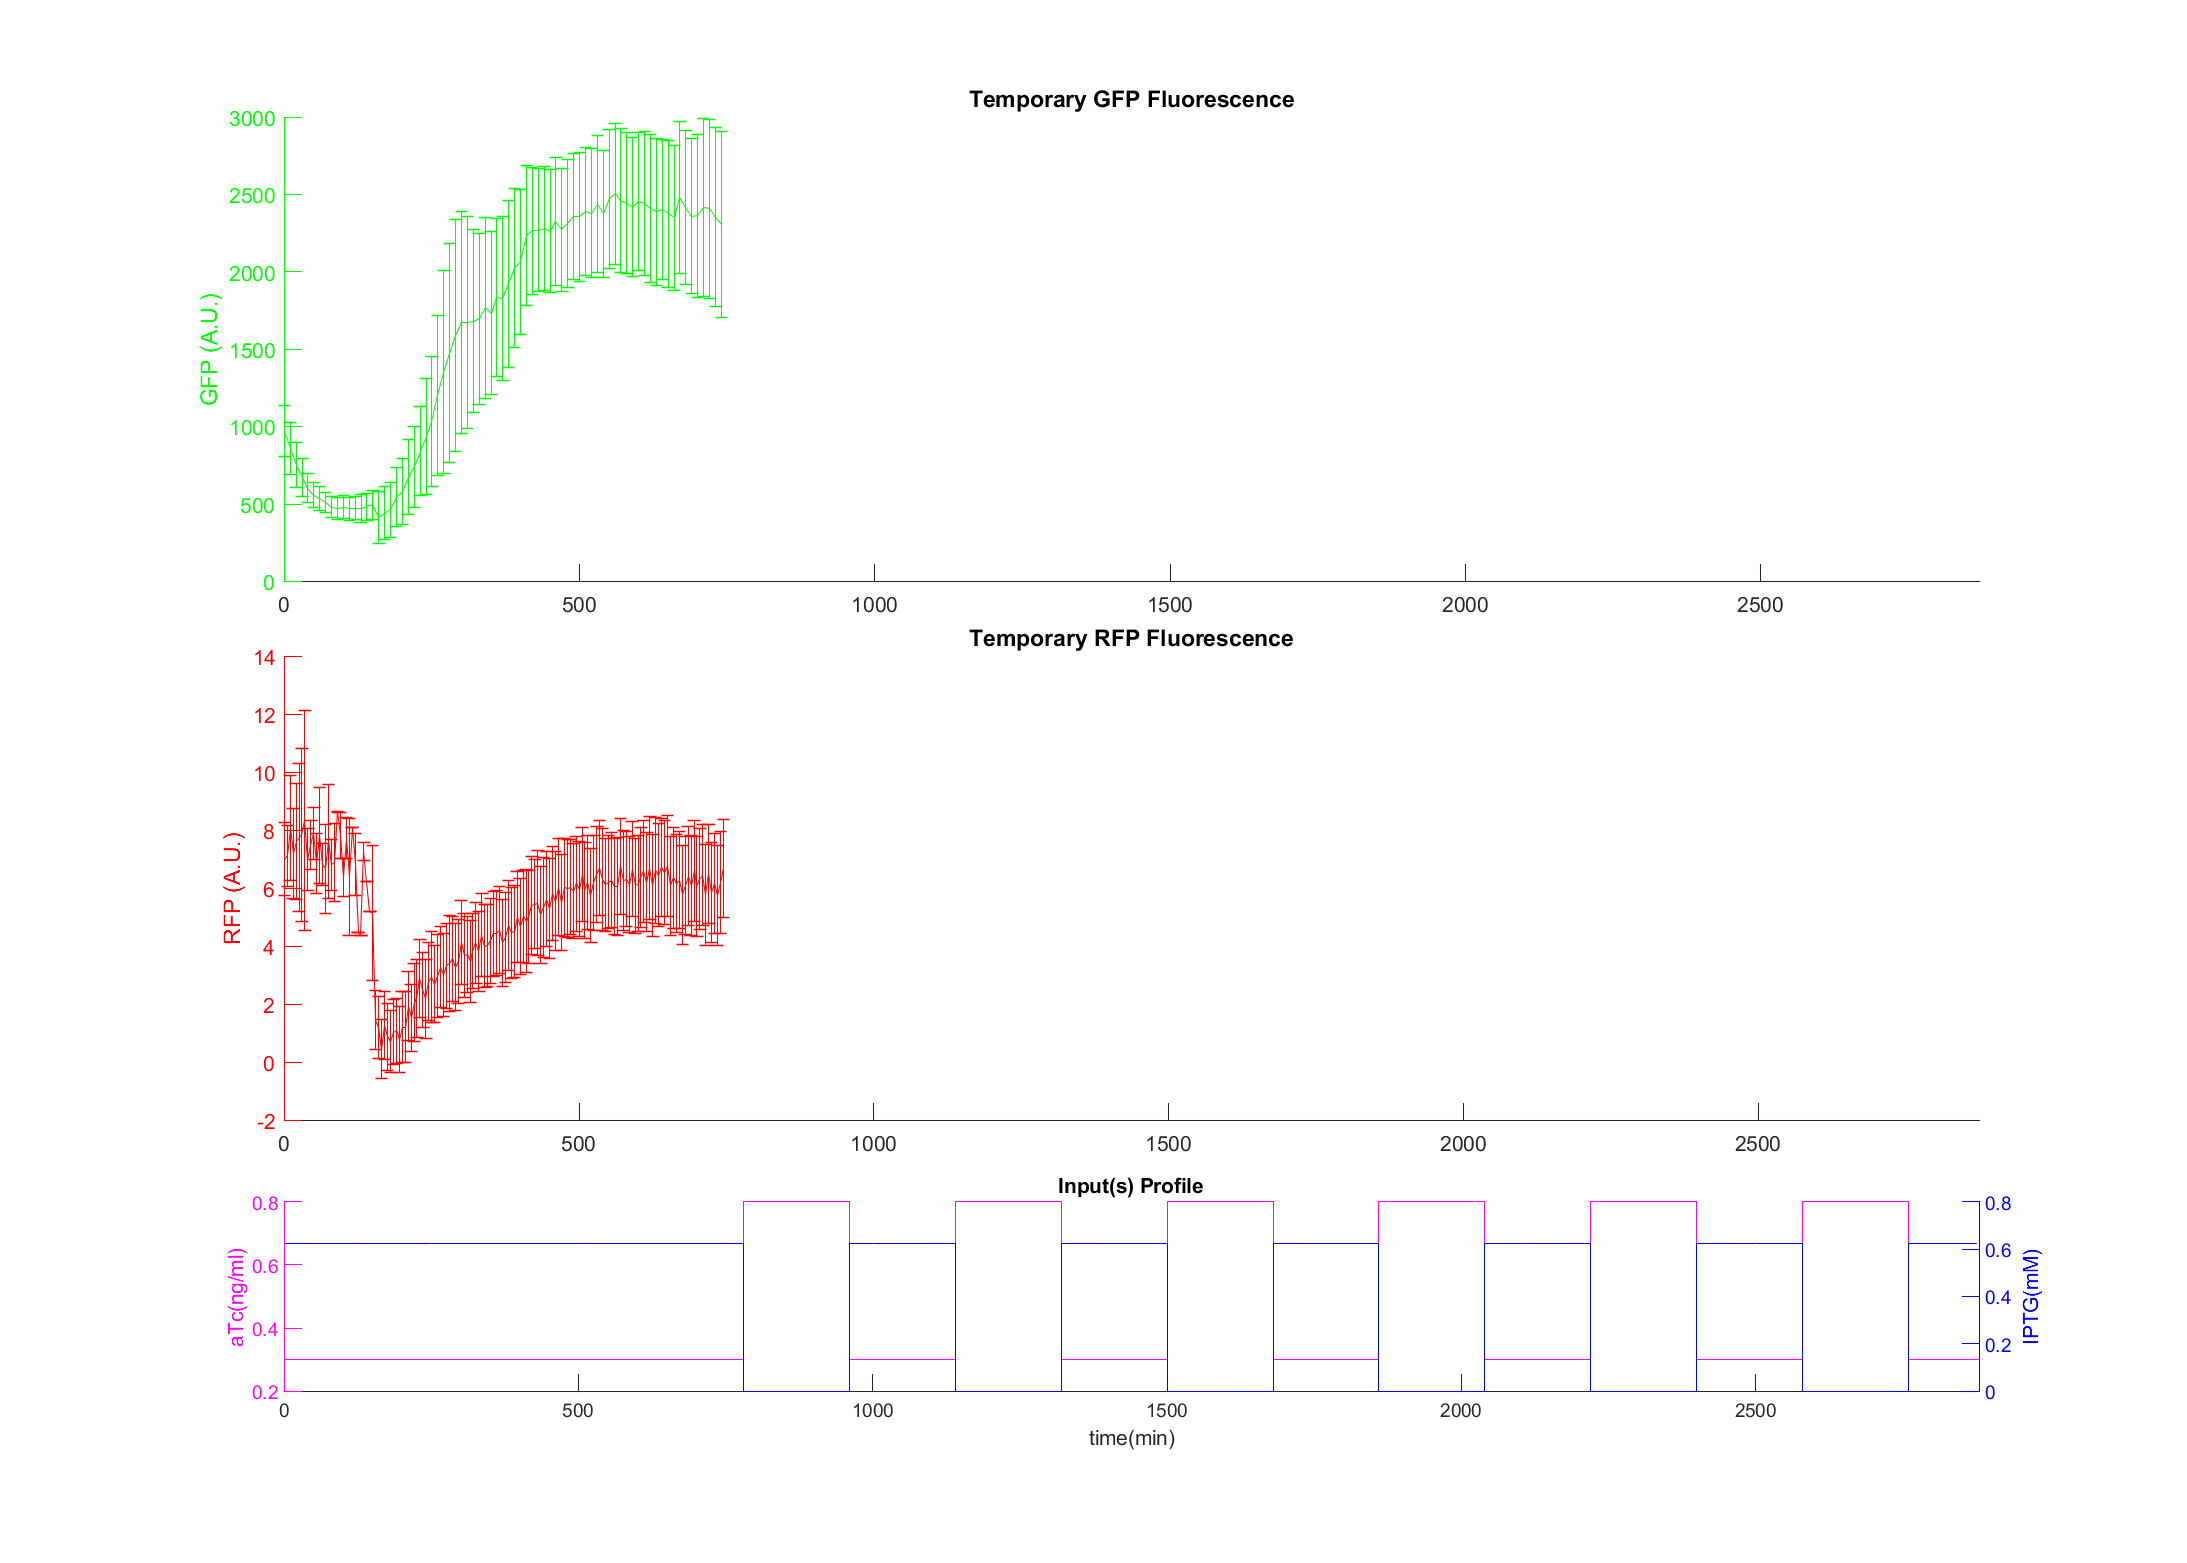 Temporary GFP Fluorescence
3000
2500
2000
1500
1000
500
0
GFP (A.U.)
0 500 1000 1500 2000 2500
Temporary RFP Fluorescence
14
12
10
8
6
4
2
0
-2
RFP (A.U.)
0 500 1000 1500 2000 2500
Input(s) Profile
0.8
0.6
0.4
0.2
aTc(ng/ml)
0.8
0.6
0.4
0.2
0
IPTG(mM)
0 500 1000 1500 2000 2500
time(min)